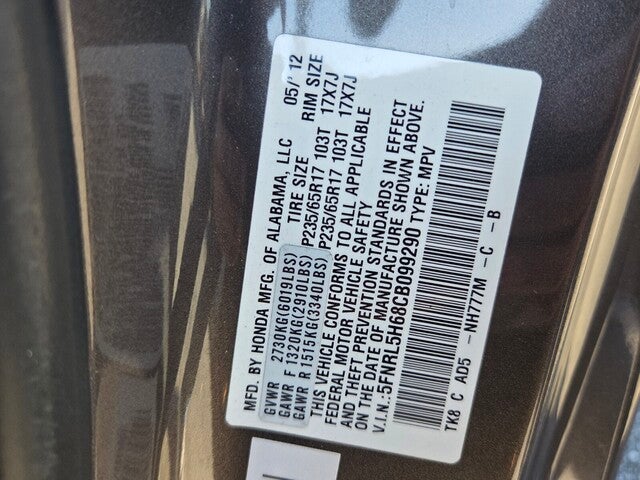 MFD. BY HONDA MFG. OF ALABAMA, LLC 05/'12
GVWR 2730KG(6019LBS) TIRE SIZE RIM SIZE
GAWR F 1320KG(2910LBS) P235/65R17 103T 17X7J
GAWR R 1515KG(3340LBS) P235/65R17 103T 17X7J
THIS VEHICLE CONFORMS TO ALL APPLICABLE
FEDERAL MOTOR VEHICLE SAFETY
AND THEFT PREVENTION STANDARDS IN EFFECT
ON THE DATE OF MANUFACTURE SHOWN ABOVE.
V.I.N.:5FNRL5H68CB099290 TYPE: MPV
TK8 C AD5 - NH777M - C - B